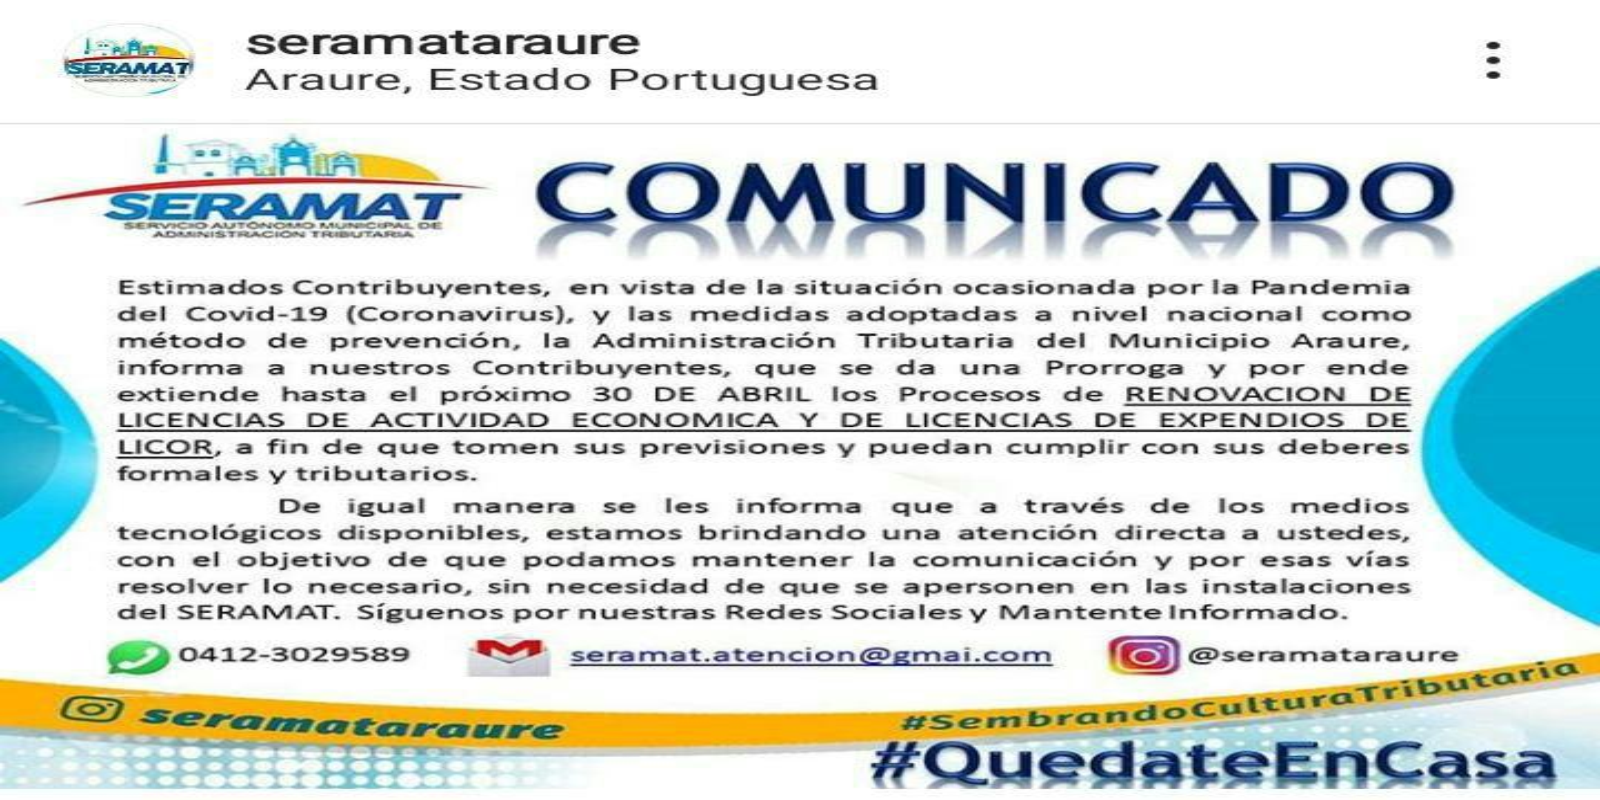 SERAMAT
seramataraure
Araure, Estado Portuguesa
SERAMAT
SERVICIO AUTÓNOMO MUNICIPAL DE
ADMINISTRACIÓN TRIBUTARIA
COMUNICADO
Estimados Contribuyentes, en vista de la situación ocasionada por la Pandemia
del Covid-19 (Coronavirus), y las medidas adoptadas a nivel nacional como
método de prevención, la Administración Tributaria del Municipio Araure,
informa a nuestros Contribuyentes, que se da una Prorroga y por ende
extiende hasta el próximo 30 DE ABRIL los Procesos de RENOVACION DE
LICENCIAS DE ACTIVIDAD ECONOMICA Y DE LICENCIAS DE EXPENDIOS DE
LICOR, a fin de que tomen sus previsiones y puedan cumplir con sus deberes
formales y tributarios.
De igual manera se les informa que a través de los medios
tecnológicos disponibles, estamos brindando una atención directa a ustedes,
con el objetivo de que podamos mantener la comunicación y por esas vías
resolver lo necesario, sin necesidad de que se apersonen en las instalaciones
del SERAMAT. Síguenos por nuestras Redes Sociales y Mantente Informado.
0412-3029589 seramat.atencion@gmai.com @seramataraure
seramataraure
#SembrandoCulturaTributaria
#QuedateEnCasa